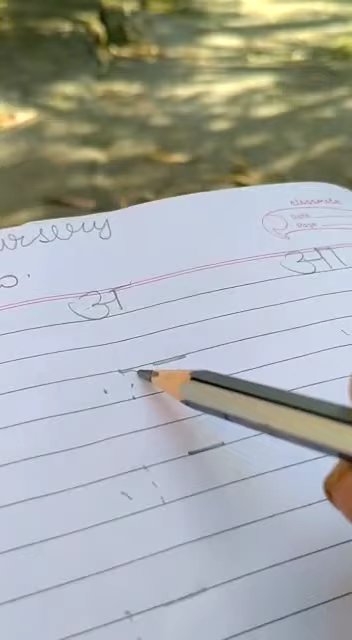 classmate
Date
Page
ursery
अ आ